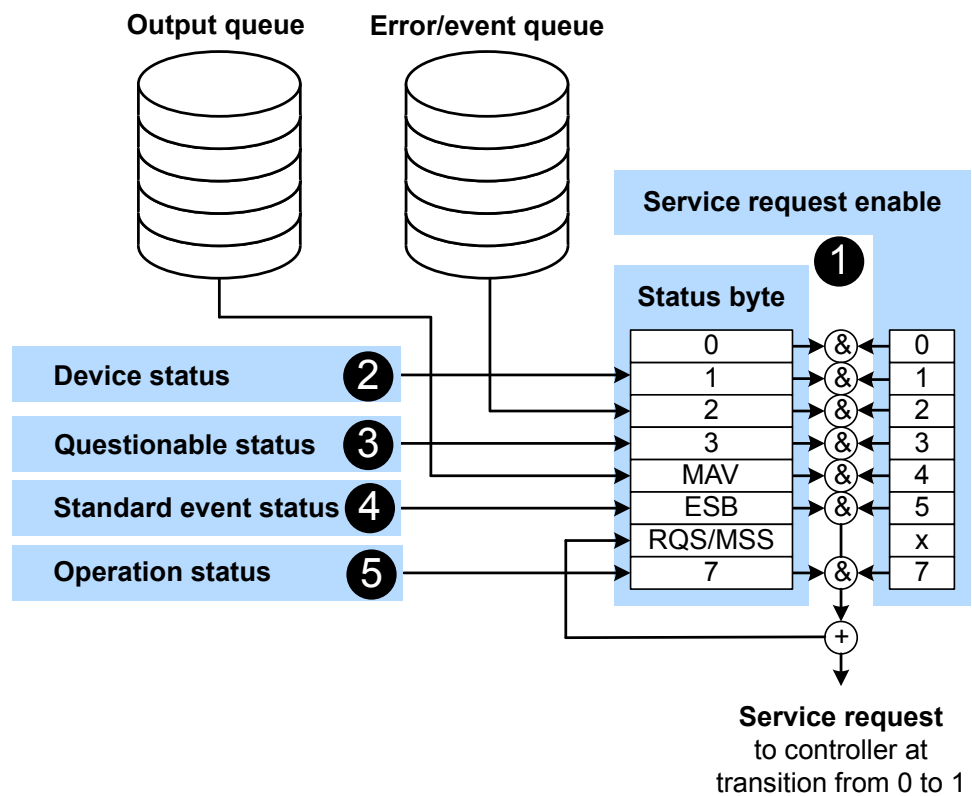 Output queue
Error/event queue
Service request enable
1
Status byte
0 & 0
Device status 2
1 & 1
2 & 2
Questionable status 3
3 & 3
MAV & 4
Standard event status 4
ESB & 5
RQS/MSS x
Operation status 5
7 & 7
+
Service request
to controller at
transition from 0 to 1